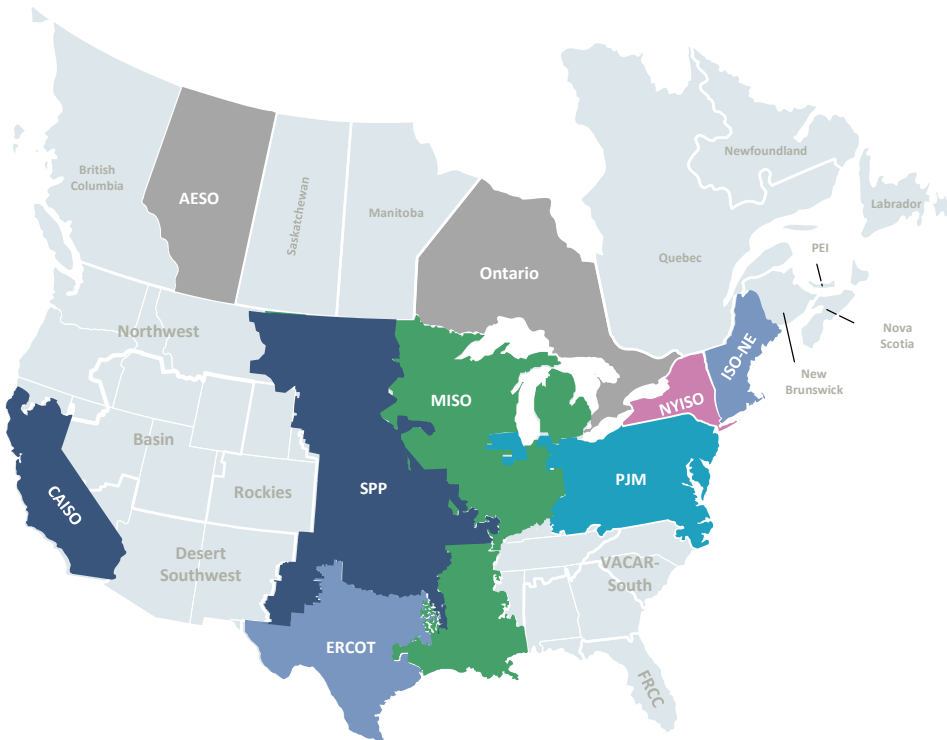 Newfoundland
British
Columbia
AESO
Saskatchewan
Manitoba
Labrador
Ontario
Quebec
PEI
Northwest
Nova
Scotia
ISO-NE
New
Brunswick
MISO
NYISO
Basin
CAISO
Rockies
SPP
PJM
Desert
Southwest
VACAR-
South
ERCOT
FRCC